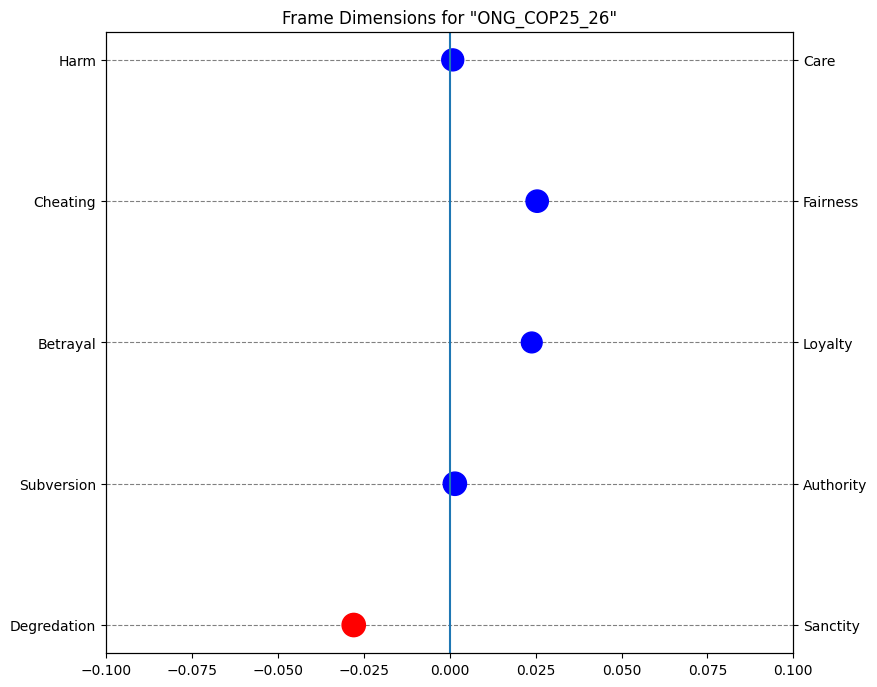 Frame Dimensions for "ONG_COP25_26"
Harm
Care
Cheating
Fairness
Betrayal
Loyalty
Subversion
Authority
Degredation
Sanctity
−0.100 −0.075 −0.050 −0.025 0.000 0.025 0.050 0.075 0.100